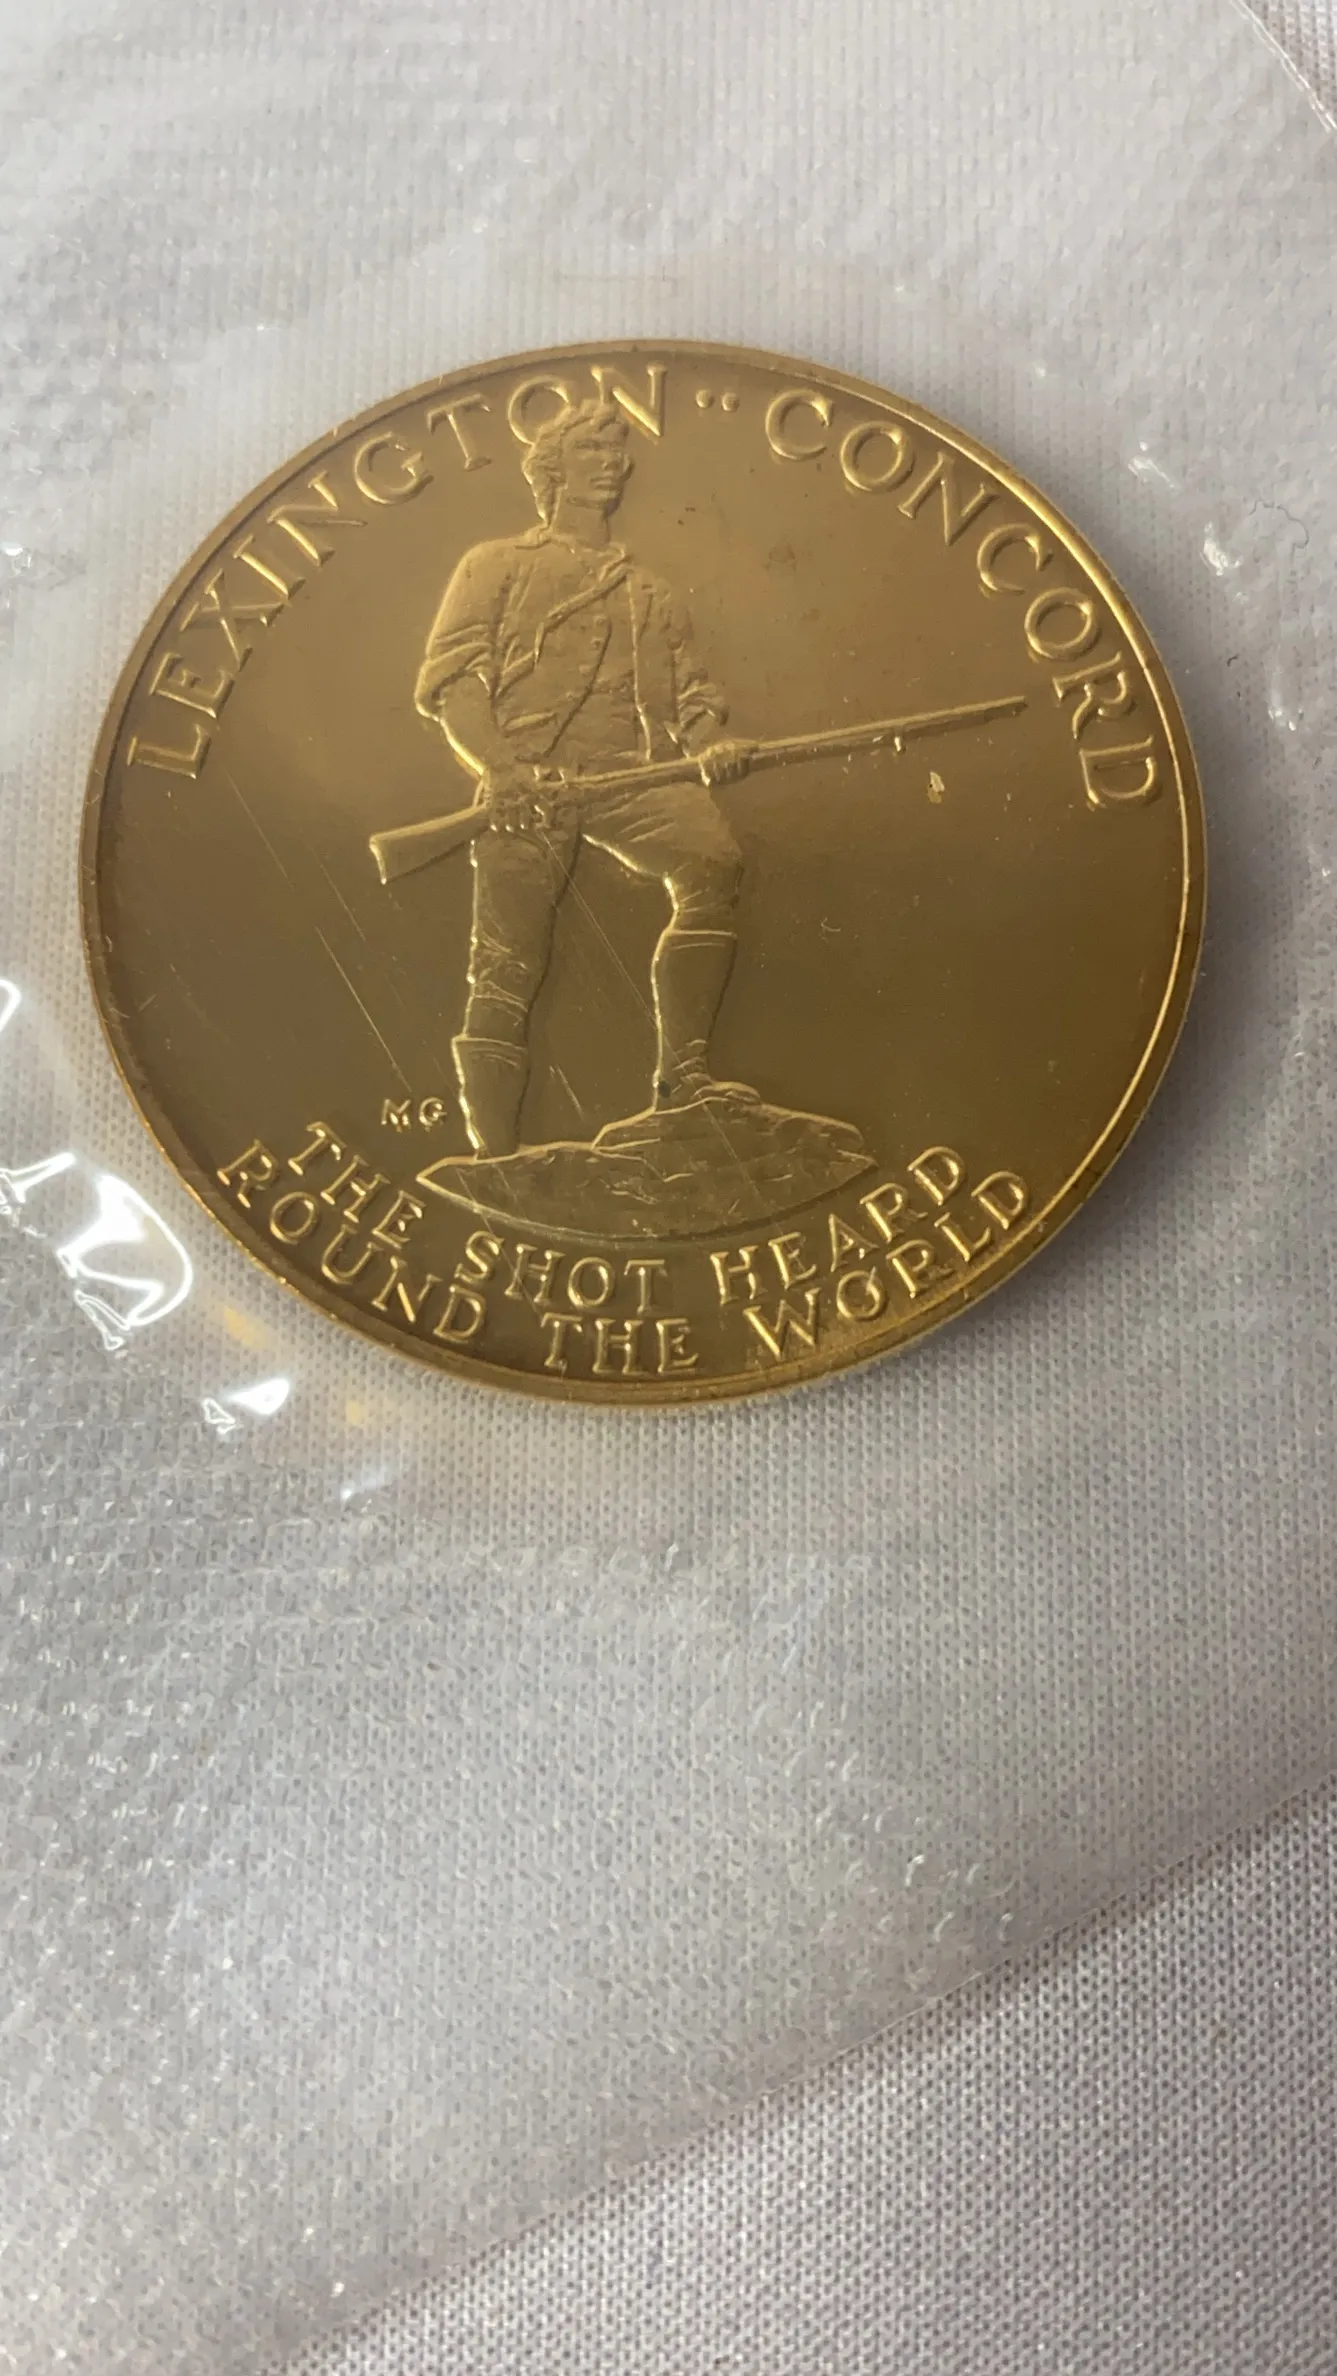 LEXINGTON·· CONCORD
MG
THE SHOT HEARD
ROUND THE WORLD